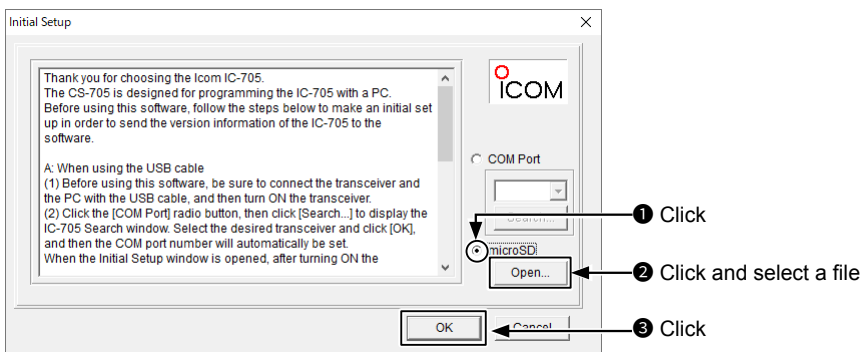 Initial Setup
Thank you for choosing the Icom IC-705.
The CS-705 is designed for programming the IC-705 with a PC.
Before using this software, follow the steps below to make an initial set
up in order to send the version information of the IC-705 to the
software.
A: When using the USB cable
(1) Before using this software, be sure to connect the transceiver and
the PC with the USB cable, and then turn ON the transceiver.
(2) Click the [COM Port] radio button, then click [Search...] to display the
IC-705 Search window. Select the desired transceiver and click [OK],
and then the COM port number will automatically be set.
When the Initial Setup window is opened, after turning ON the
ICOM
COM Port
Search...
microSD
Open...
OK
Cancel
❶ Click
❷ Click and select a file
❸ Click